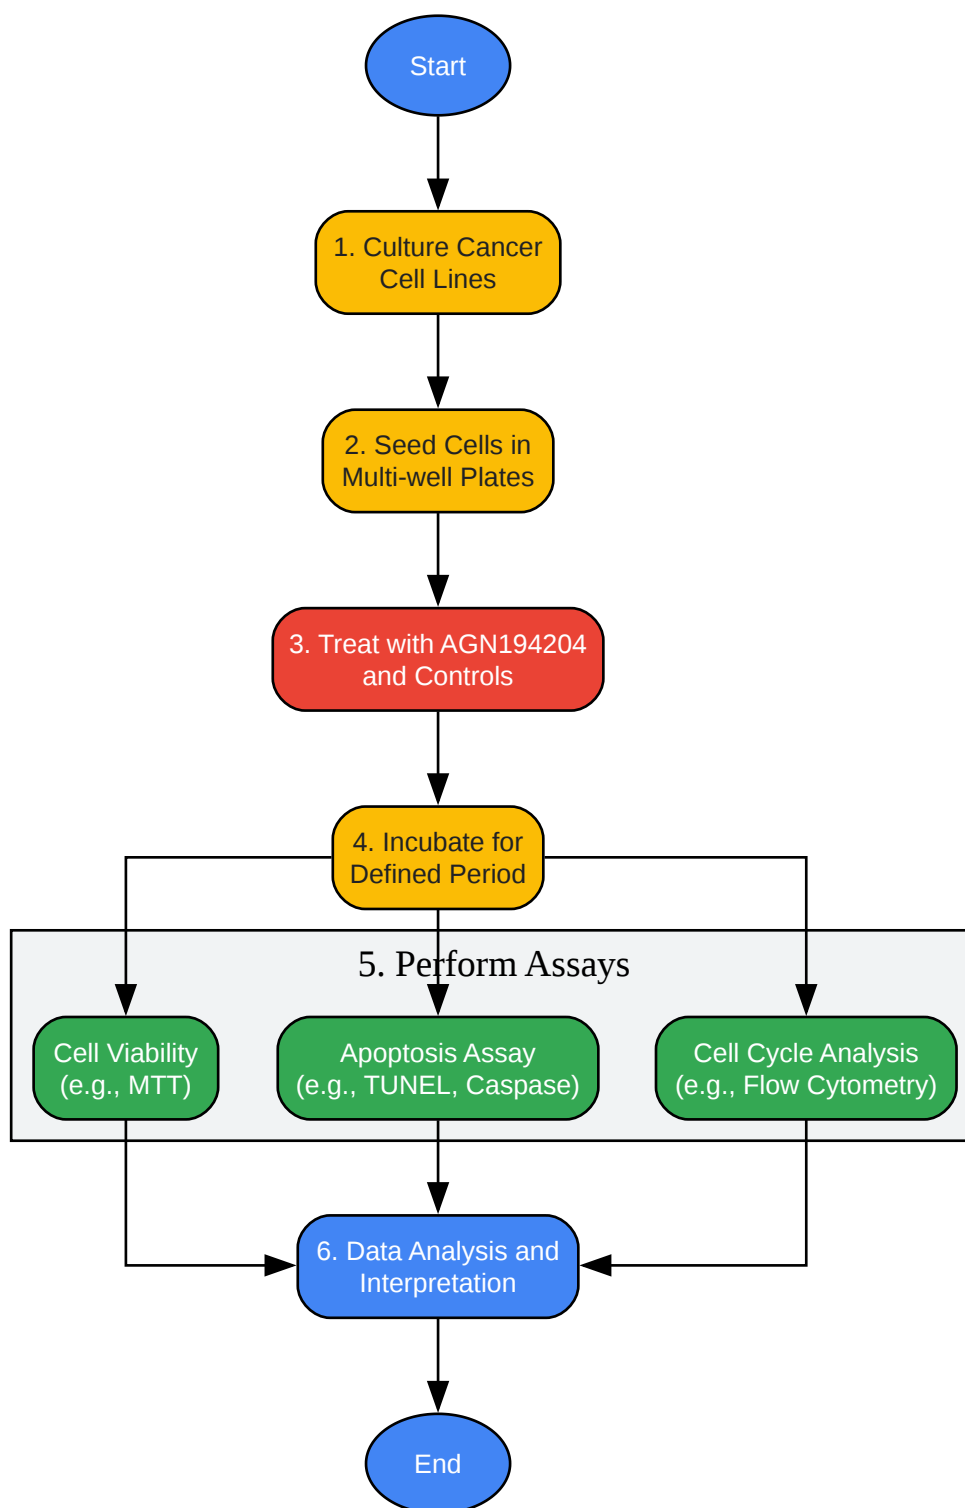 Start
1. Culture Cancer
Cell Lines
2. Seed Cells in
Multi-well Plates
3. Treat with AGN194204
and Controls
4. Incubate for
Defined Period
5. Perform Assays
Cell Viability
(e.g., MTT)
Apoptosis Assay
(e.g., TUNEL, Caspase)
Cell Cycle Analysis
(e.g., Flow Cytometry)
6. Data Analysis and
Interpretation
End